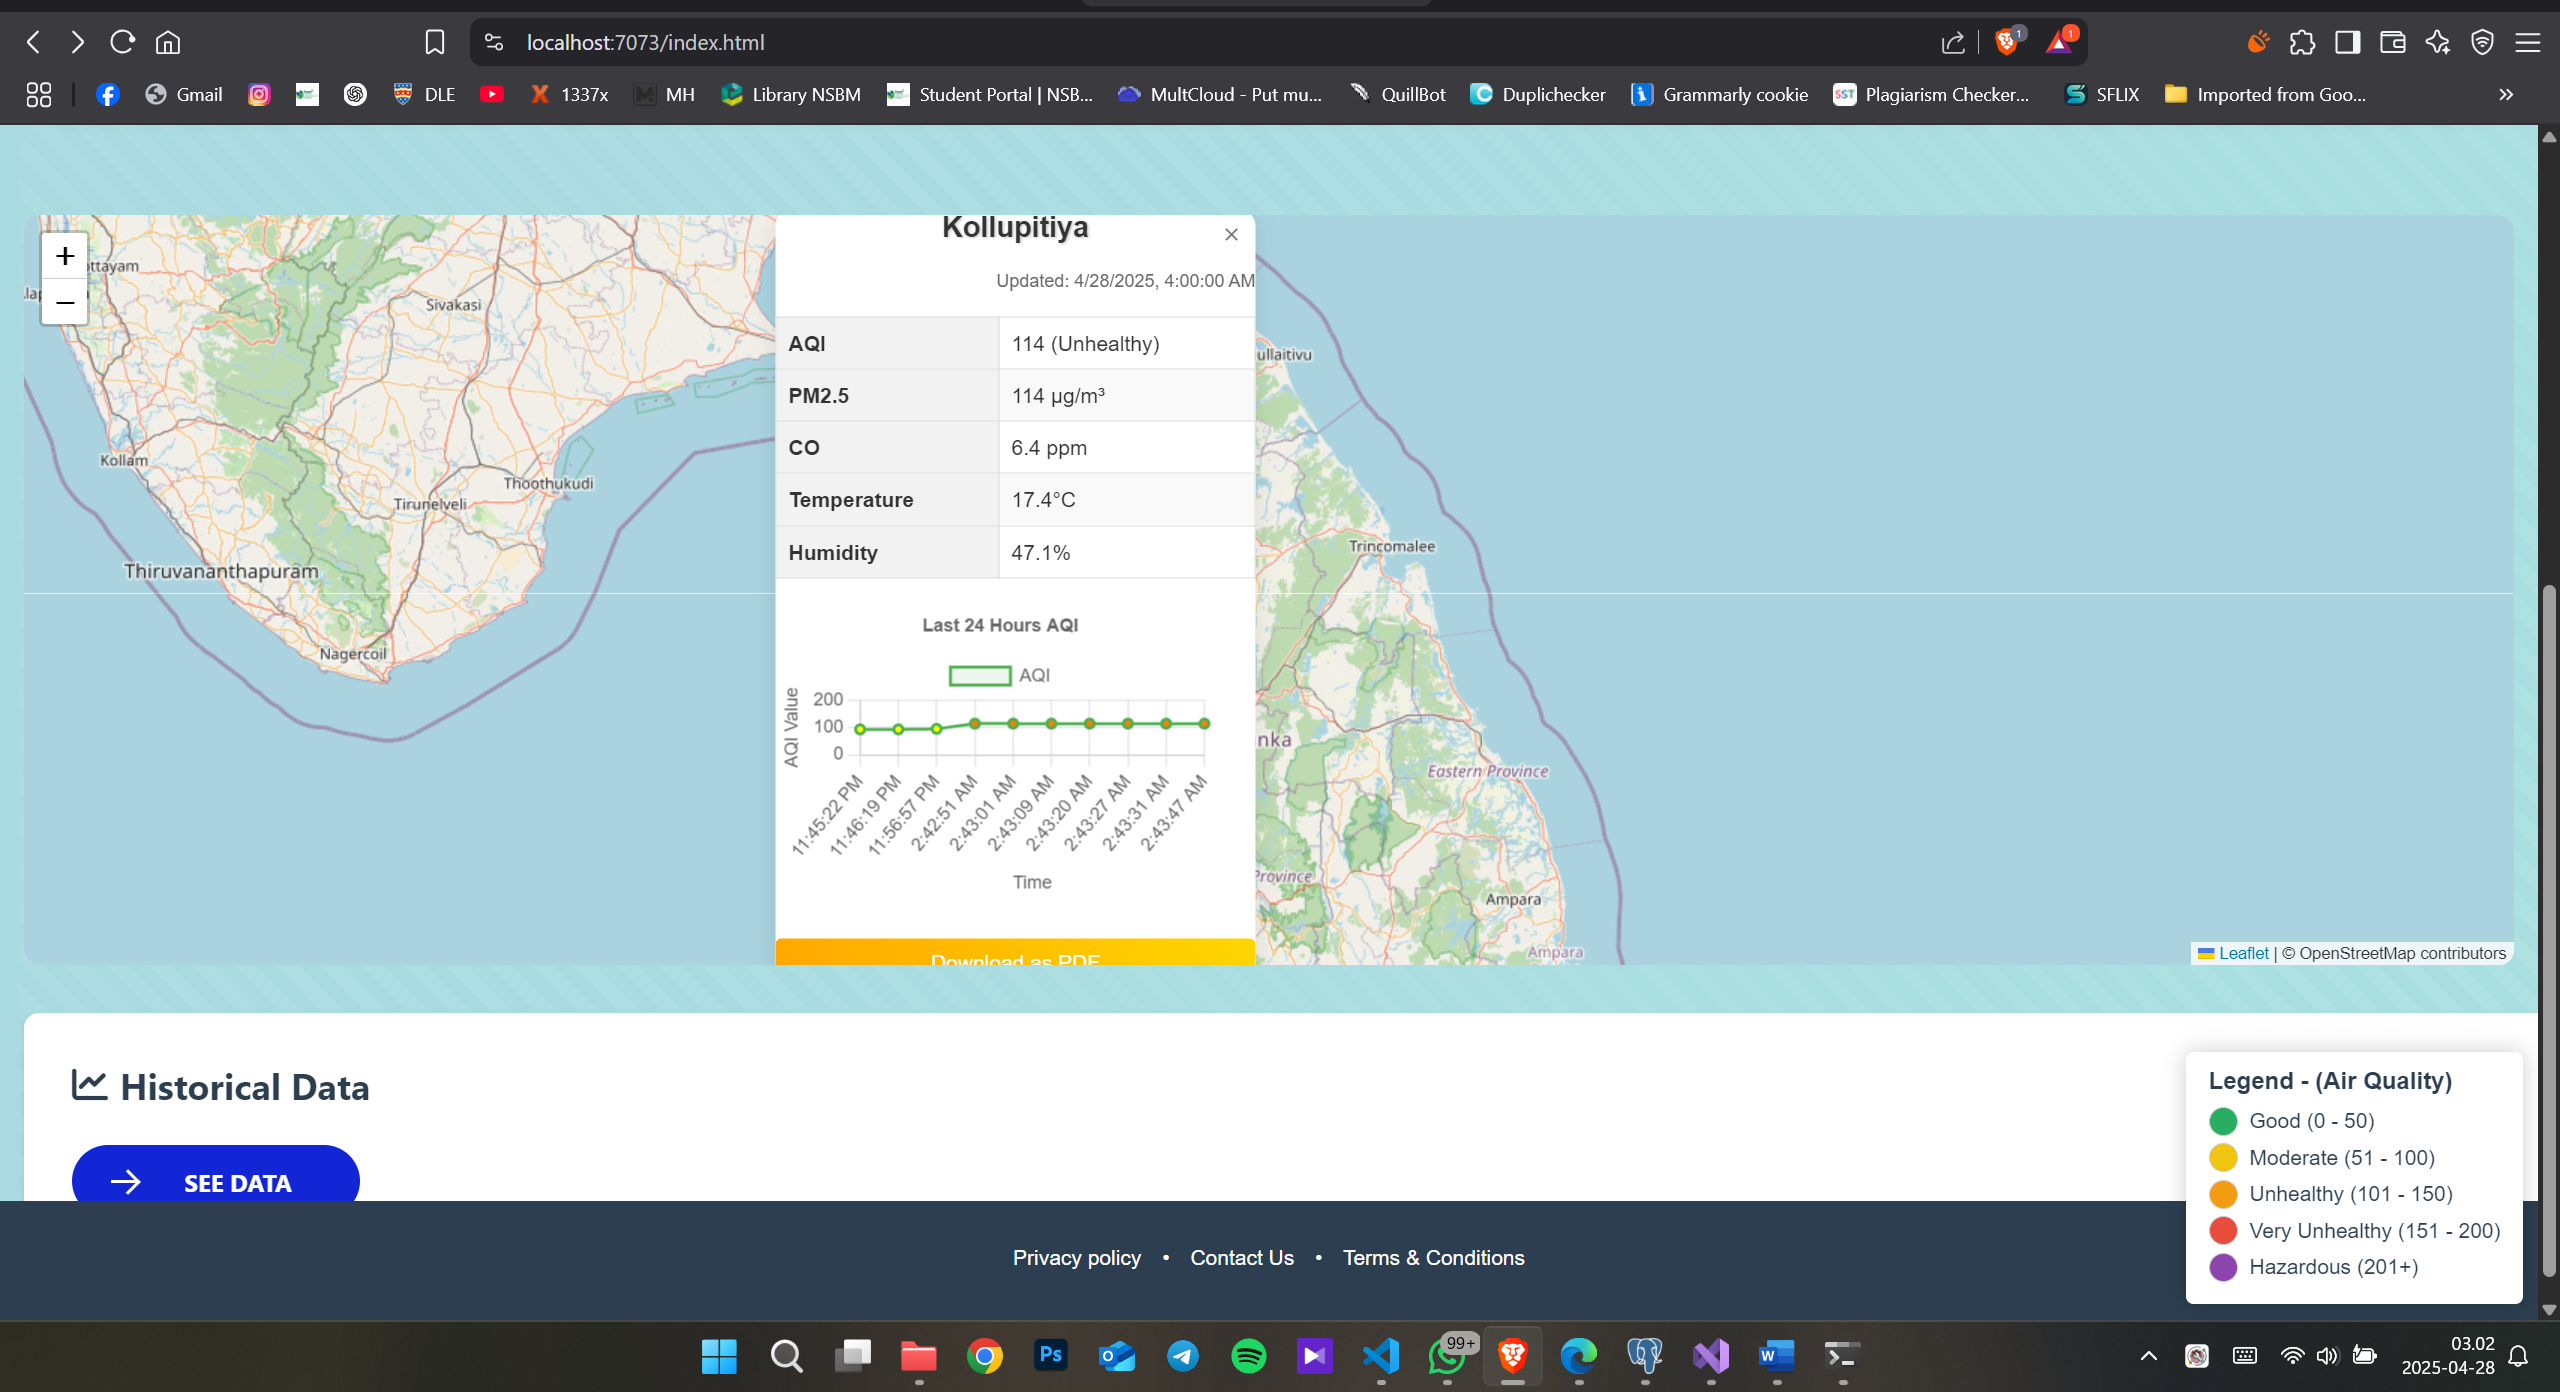 localhost:7073/index.html
1
1
Gmail
DLE
1337x
MH
Library NSBM
Student Portal | NSB...
MultCloud - Put mu...
QuillBot
Duplichecker
Grammarly cookie
SST
Plagiarism Checker...
SFLIX
Imported from Goo...
+
−
ttayam
Sivakasi
Kollam
Thoothukudi
Tirunelveli
Thiruvananthapuram
Nagercoil
Kollupitiya
×
Updated: 4/28/2025, 4:00:00 AM
AQI 114 (Unhealthy)
PM2.5 114 µg/m³
CO 6.4 ppm
Temperature 17.4°C
Humidity 47.1%
Last 24 Hours AQI
AQI
AQI Value
200
100
0
11:45:22 PM
11:46:19 PM
11:56:57 PM
2:42:51 AM
2:43:01 AM
2:43:09 AM
2:43:20 AM
2:43:27 AM
2:43:31 AM
2:43:47 AM
Time
Download as PDF
ullaitivu
Trincomalee
nka
Eastern Province
Province
Ampara
Ampara
Leaflet | © OpenStreetMap contributors
Historical Data
SEE DATA
Legend - (Air Quality)
Good (0 - 50)
Moderate (51 - 100)
Unhealthy (101 - 150)
Very Unhealthy (151 - 200)
Hazardous (201+)
Privacy policy • Contact Us • Terms & Conditions
Ps
99+
03.02
2025-04-28